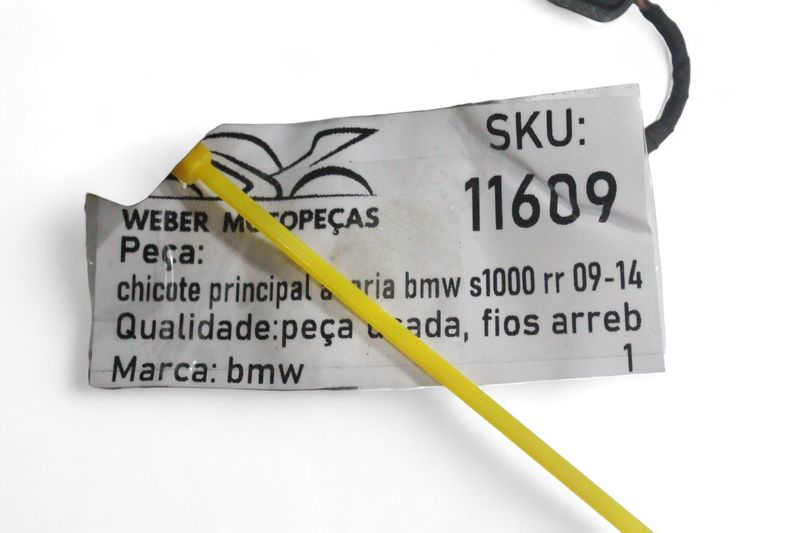 SKU:
11609
WEBER MOTOPEÇAS
Peça:
chicote principal bmw s1000 rr 09-14
Qualidade:peça usada, fios arreb
Marca: bmw
1